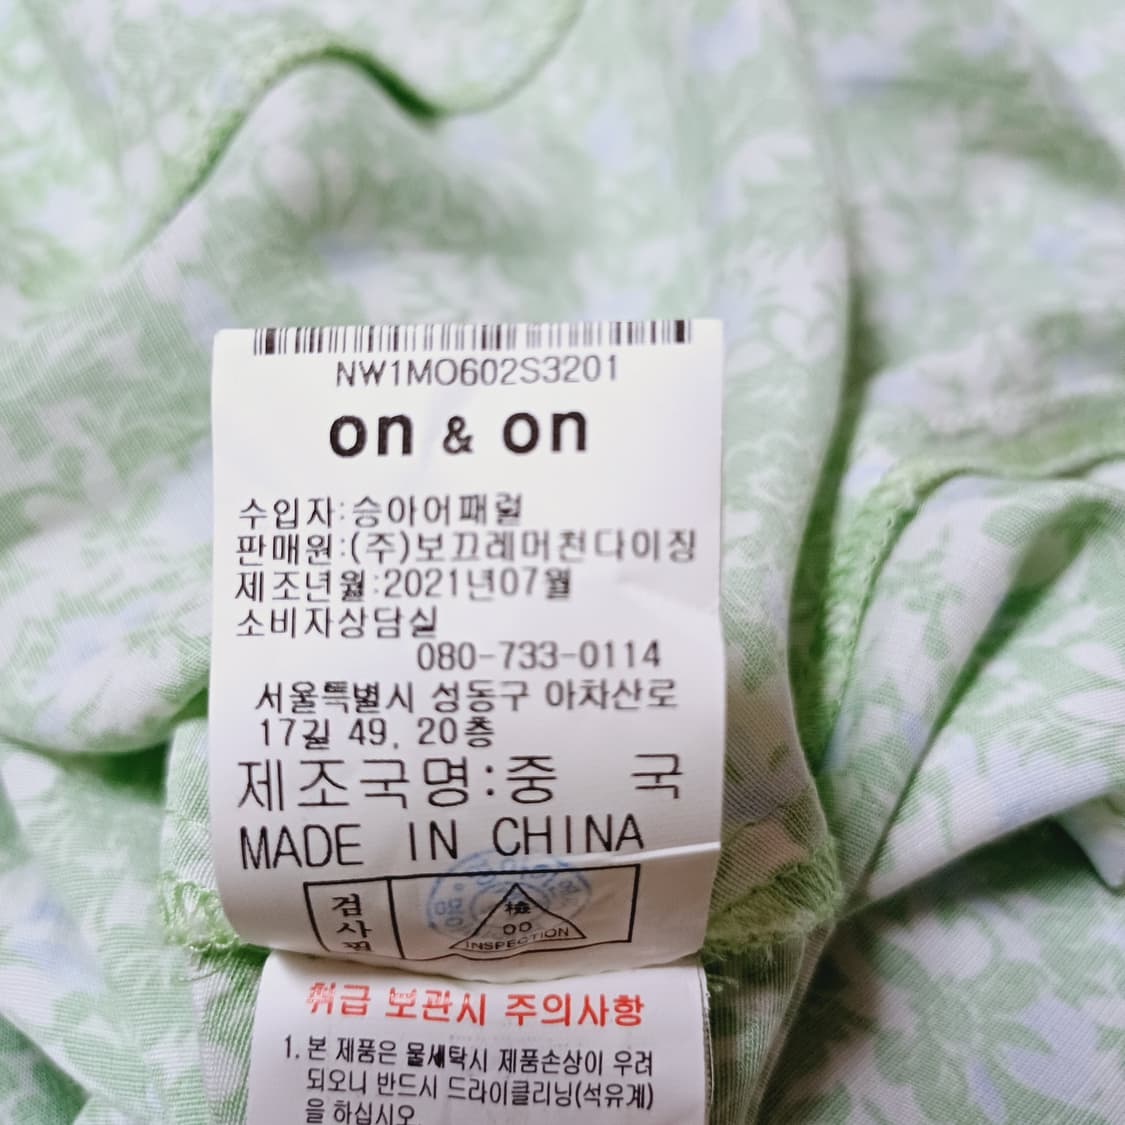 NW1MO602S3201
on & on
수입자:승아어패럴
판매원:(주)보끄레머천다이징
제조년월:2021년07월
소비자상담실
080-733-0114
서울특별시 성동구 아차산로
17길 49, 20층
제조국명:중 국
MADE IN CHINA
검사필
檢
00
INSPECTION
취급 보관시 주의사항
1. 본 제품은 물세탁시 제품손상이 우려
되오니 반드시 드라이클리닝(석유계)
을 하십시오